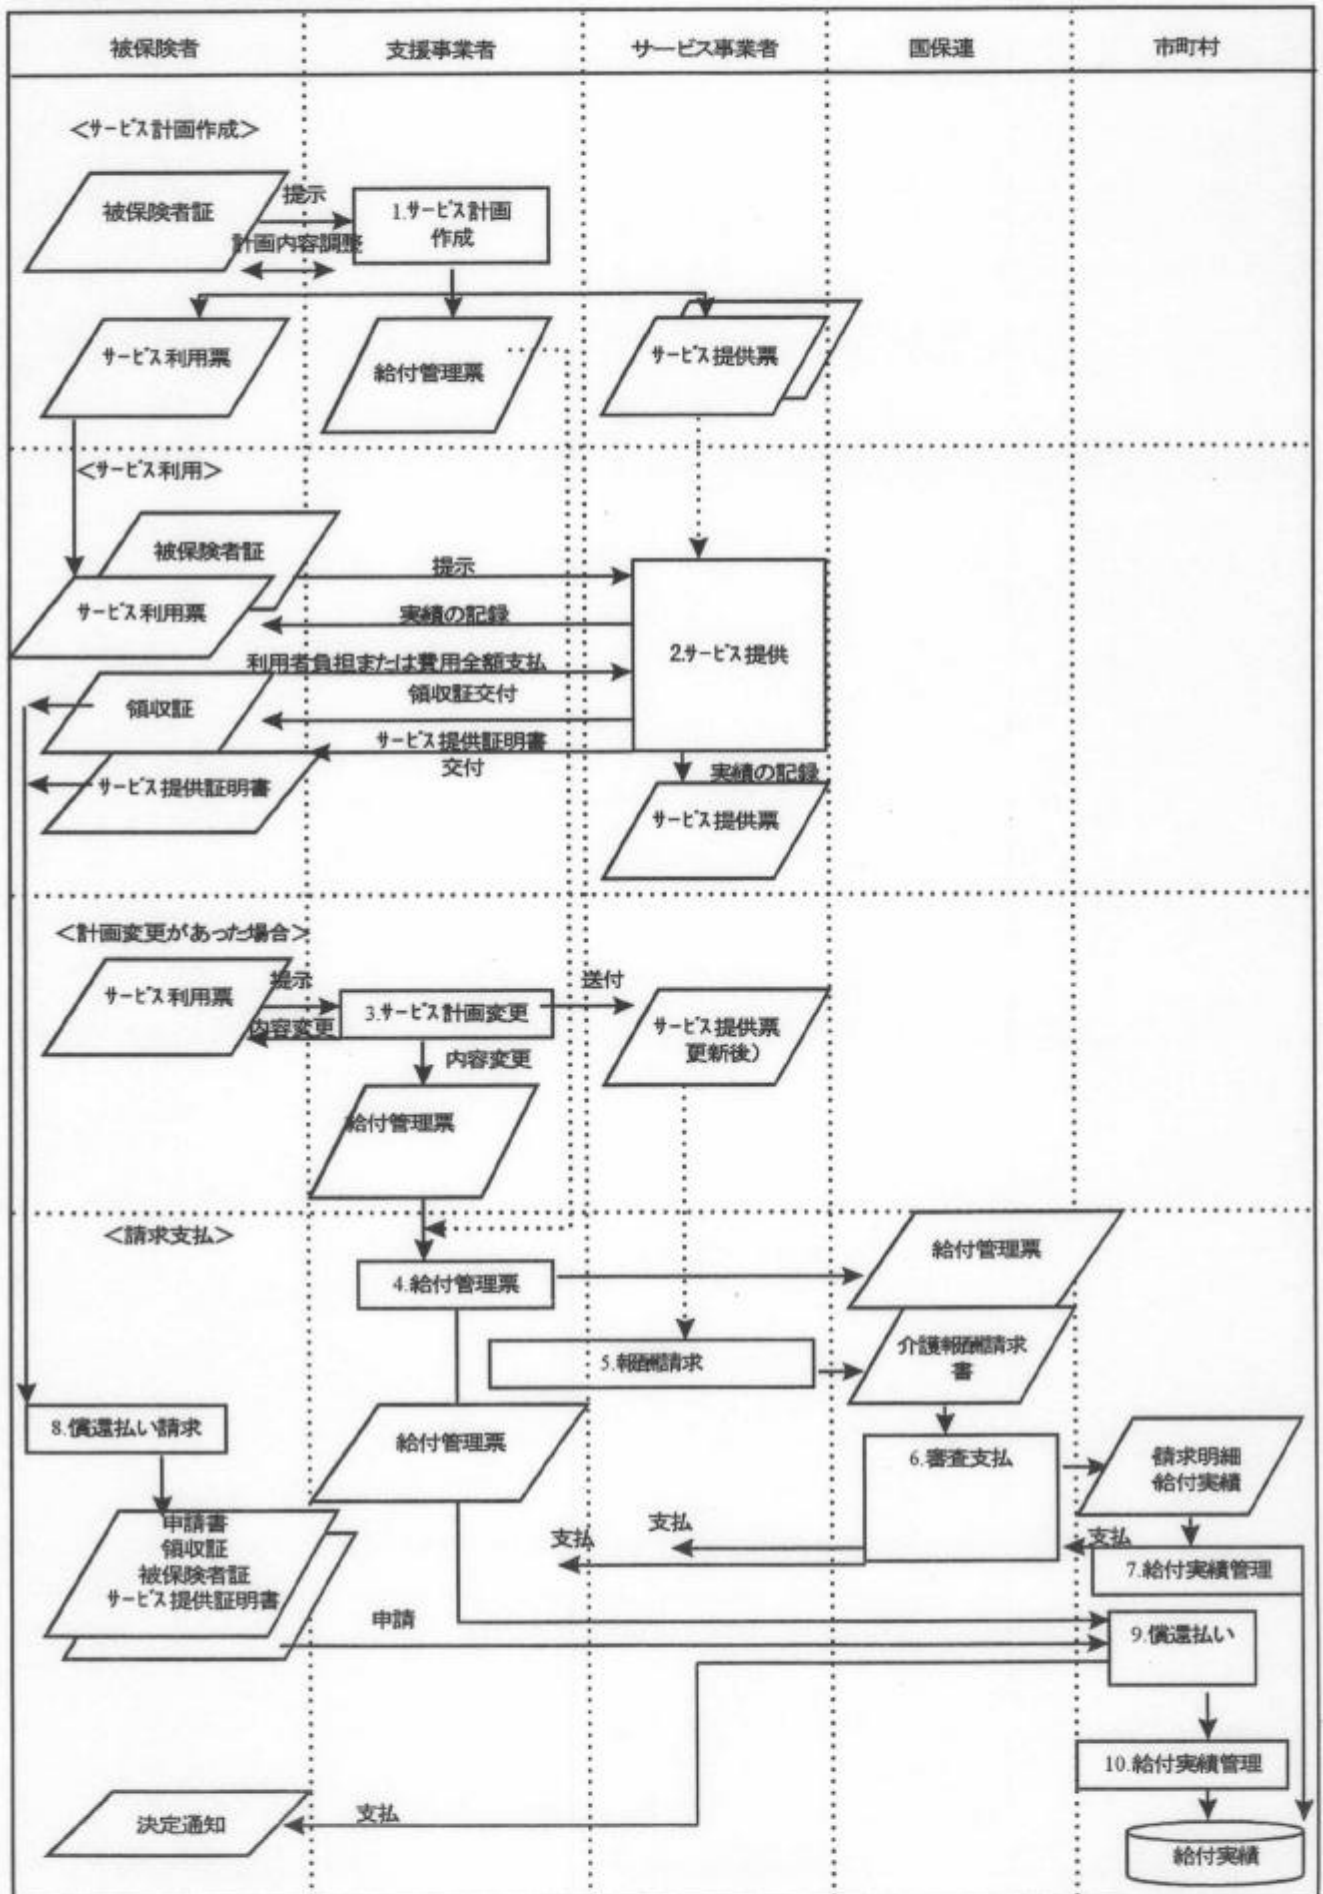 被保険者
支援事業者
サービス事業者
国保連
市町村
＜サービス計画作成＞
被保険者証
提示
計画内容調整
1.サービス計画
作成
サービス利用票
給付管理票
サービス提供票
＜サービス利用＞
被保険者証
サービス利用票
提示
実績の記録
利用者負担または費用全額支払
領収証
領収証交付
サービス提供証明書
交付
サービス提供証明書
2.サービス提供
実績の記録
サービス提供票
＜計画変更があった場合＞
サービス利用票
提示
内容変更
3.サービス計画変更
送付
サービス提供票
更新後）
内容変更
給付管理票
＜請求支払＞
4.給付管理票
給付管理票
5.報酬請求
介護報酬請求
書
8.償還払い請求
給付管理票
6.審査支払
請求明細
給付実績
申請書
領収証
被保険者証
サービス提供証明書
支払
支払
支払
7.給付実績管理
申請
9.償還払い
10.給付実績管理
決定通知
支払
給付実績